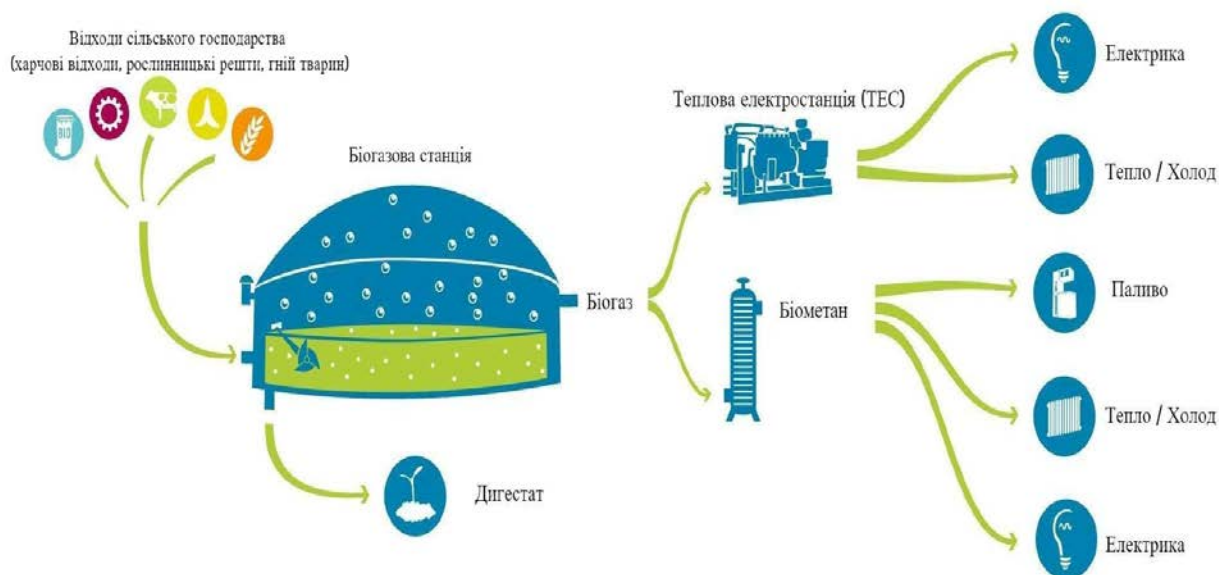 Відходи сільського господарства
(харчові відходи, рослинницькі решти, гній тварин)
BIO
Біогазова станція
Біогаз
Дигестат
Теплова електростанція (ТЕС)
Електрика
Тепло / Холод
Біометан
Паливо
Тепло / Холод
Електрика